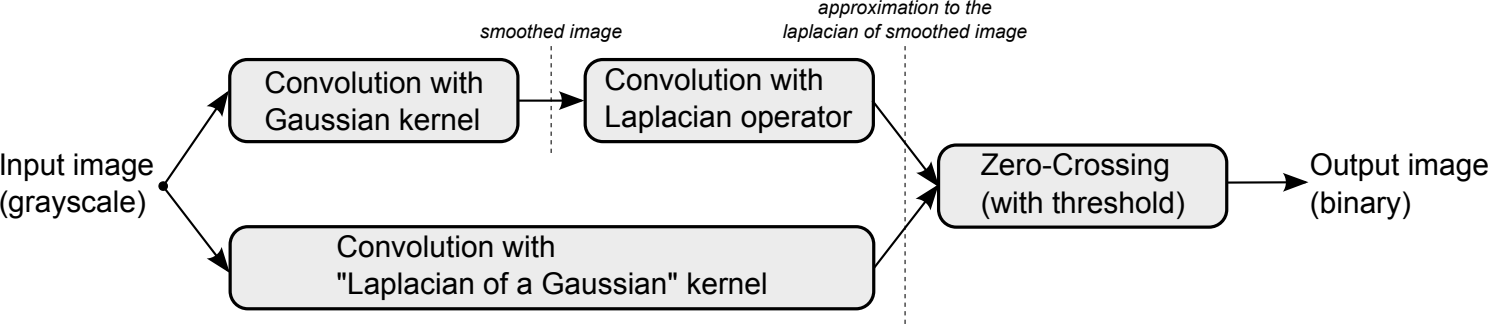 approximation to the
laplacian of smoothed image
smoothed image
Convolution with
Gaussian kernel
Convolution with
Laplacian operator
Input image
(grayscale)
Zero-Crossing
(with threshold)
Output image
(binary)
Convolution with
"Laplacian of a Gaussian" kernel